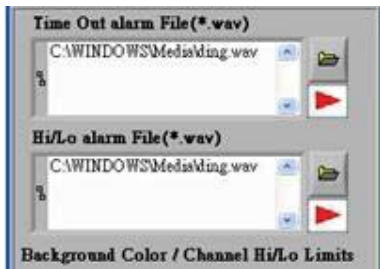 Time Out alarm File(*.wav)
C:\WINDOWS\Media\ding.wav
Hi/Lo alarm File(*.wav)
C:\WINDOWS\Media\ding.wav
Background Color / Channel Hi/Lo Limits